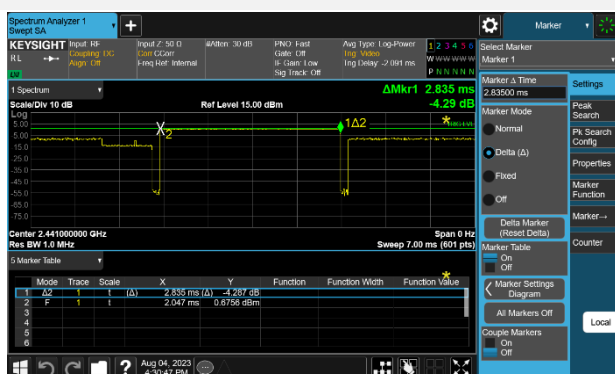 Spectrum Analyzer 1
Swept SA
Marker
KEYSIGHT Input: RF
RL
Coupling: DC
Align: Off
Input Z: 50 Ω
Corr CCorr
Freq Ref: Internal
#Atten: 30 dB
PNO: Fast
Gate: Off
IF Gain: Low
Sig Track: Off
Avg Type: Log-Power
Trig: Video
Trig Delay: -2.091 ms
1 2 3 4 5 6
W W W W W W
P N N N N N
Select Marker
Marker 1
LXI
1 Spectrum
Scale/Div 10 dB
Ref Level 15.00 dBm
ΔMkr1 2.835 ms
-4.29 dB
Log
5.00
-5.00
-15.0
-25.0
-35.0
-45.0
-55.0
-65.0
-75.0
X2
1Δ2
TRIG LVL
Center 2.441000000 GHz
Res BW 1.0 MHz
Span 0 Hz
Sweep 7.00 ms (601 pts)
5 Marker Table
Mode Trace Scale X Y Function Function Width Function Value
1 Δ2 1 t (Δ) 2.835 ms (Δ) -4.287 dB
2 F 1 t 2.047 ms 0.6756 dBm
3
4
5
6
Aug 04, 2023
4:30:47 PM
Marker Δ Time
2.83500 ms
Marker Mode
Normal
Delta (Δ)
Fixed
Off
Delta Marker
(Reset Delta)
Marker Table
On
Off
Marker Settings
Diagram
All Markers Off
Couple Markers
On
Off
Settings
Peak
Search
Pk Search
Config
Properties
Marker
Function
Marker→
Counter
Local